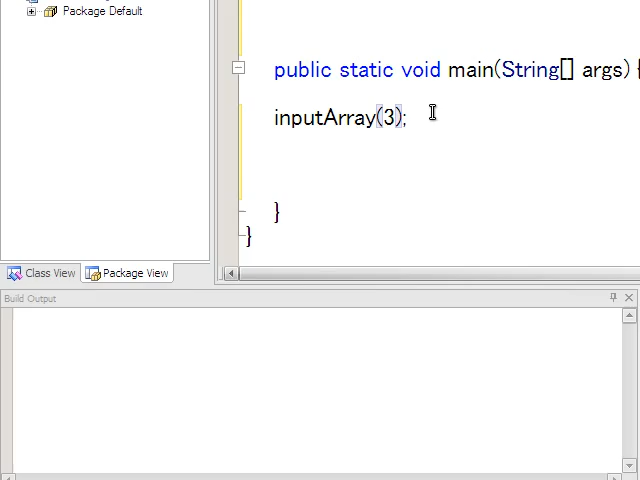 Package Default
public static void main(String[] args) {
inputArray(3);
}
}
Class View
Package View
Build Output